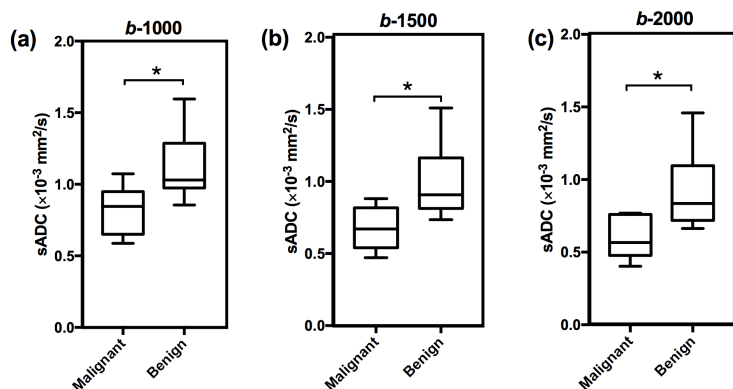 (a)
b-1000
sADC (×10⁻³ mm²/s)
2.0
1.5
1.0
0.5
0.0
*
Malignant
Benign
(b)
b-1500
sADC (×10⁻³ mm²/s)
2.0
1.5
1.0
0.5
0.0
*
Malignant
Benign
(c)
b-2000
sADC (×10⁻³ mm²/s)
2.0
1.5
1.0
0.5
0.0
*
Malignant
Benign